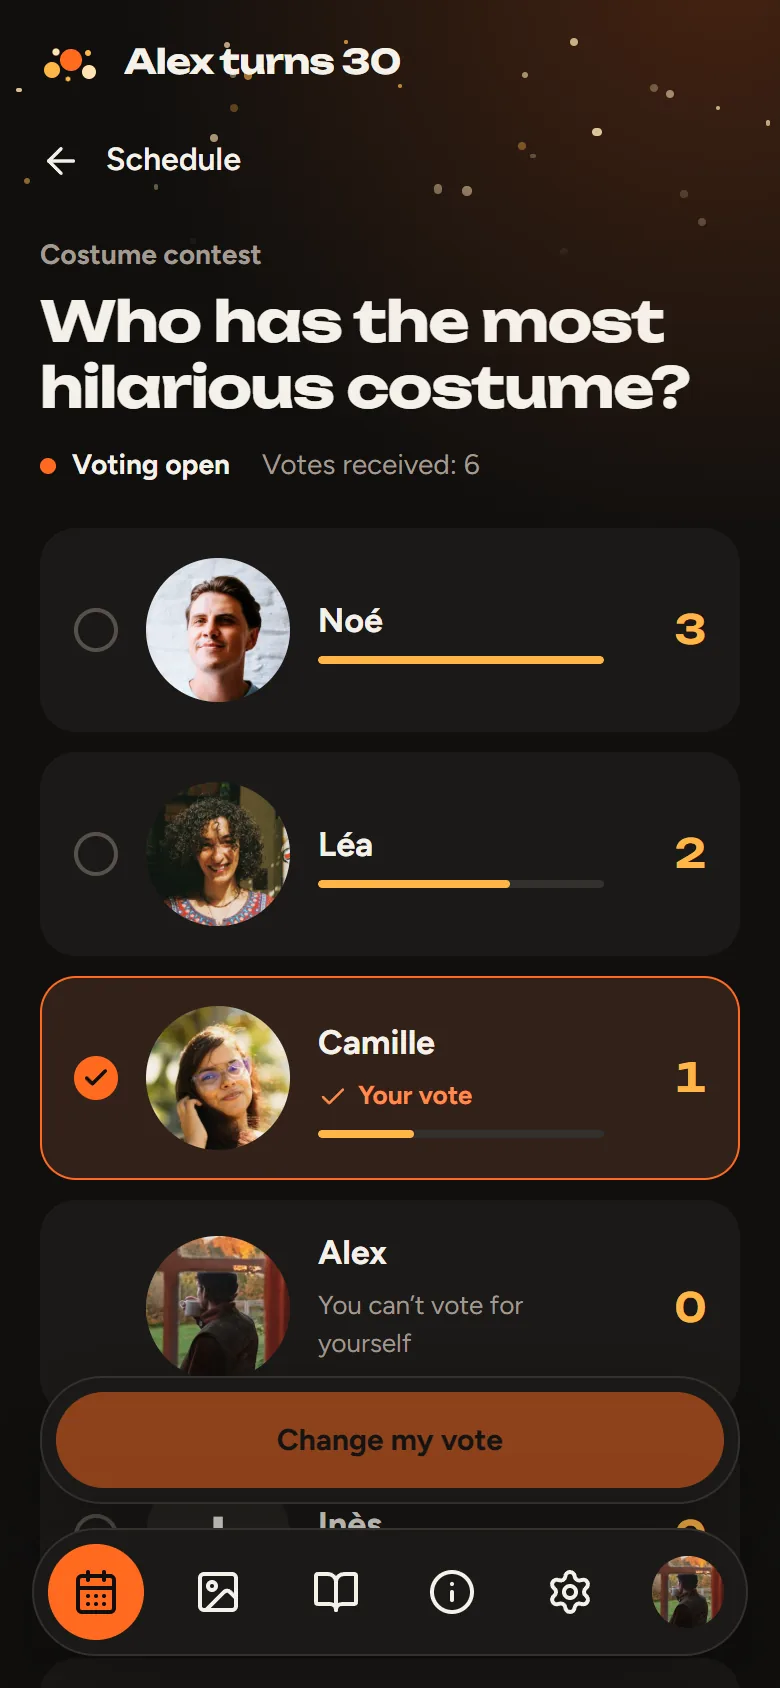 Alex turns 30
Schedule
Costume contest
Who has the most
hilarious costume?
Voting open Votes received: 6
Noé
3
Léa
2
Camille
Your vote
1
Alex
You can’t vote for
yourself
0
Change my vote
Inès